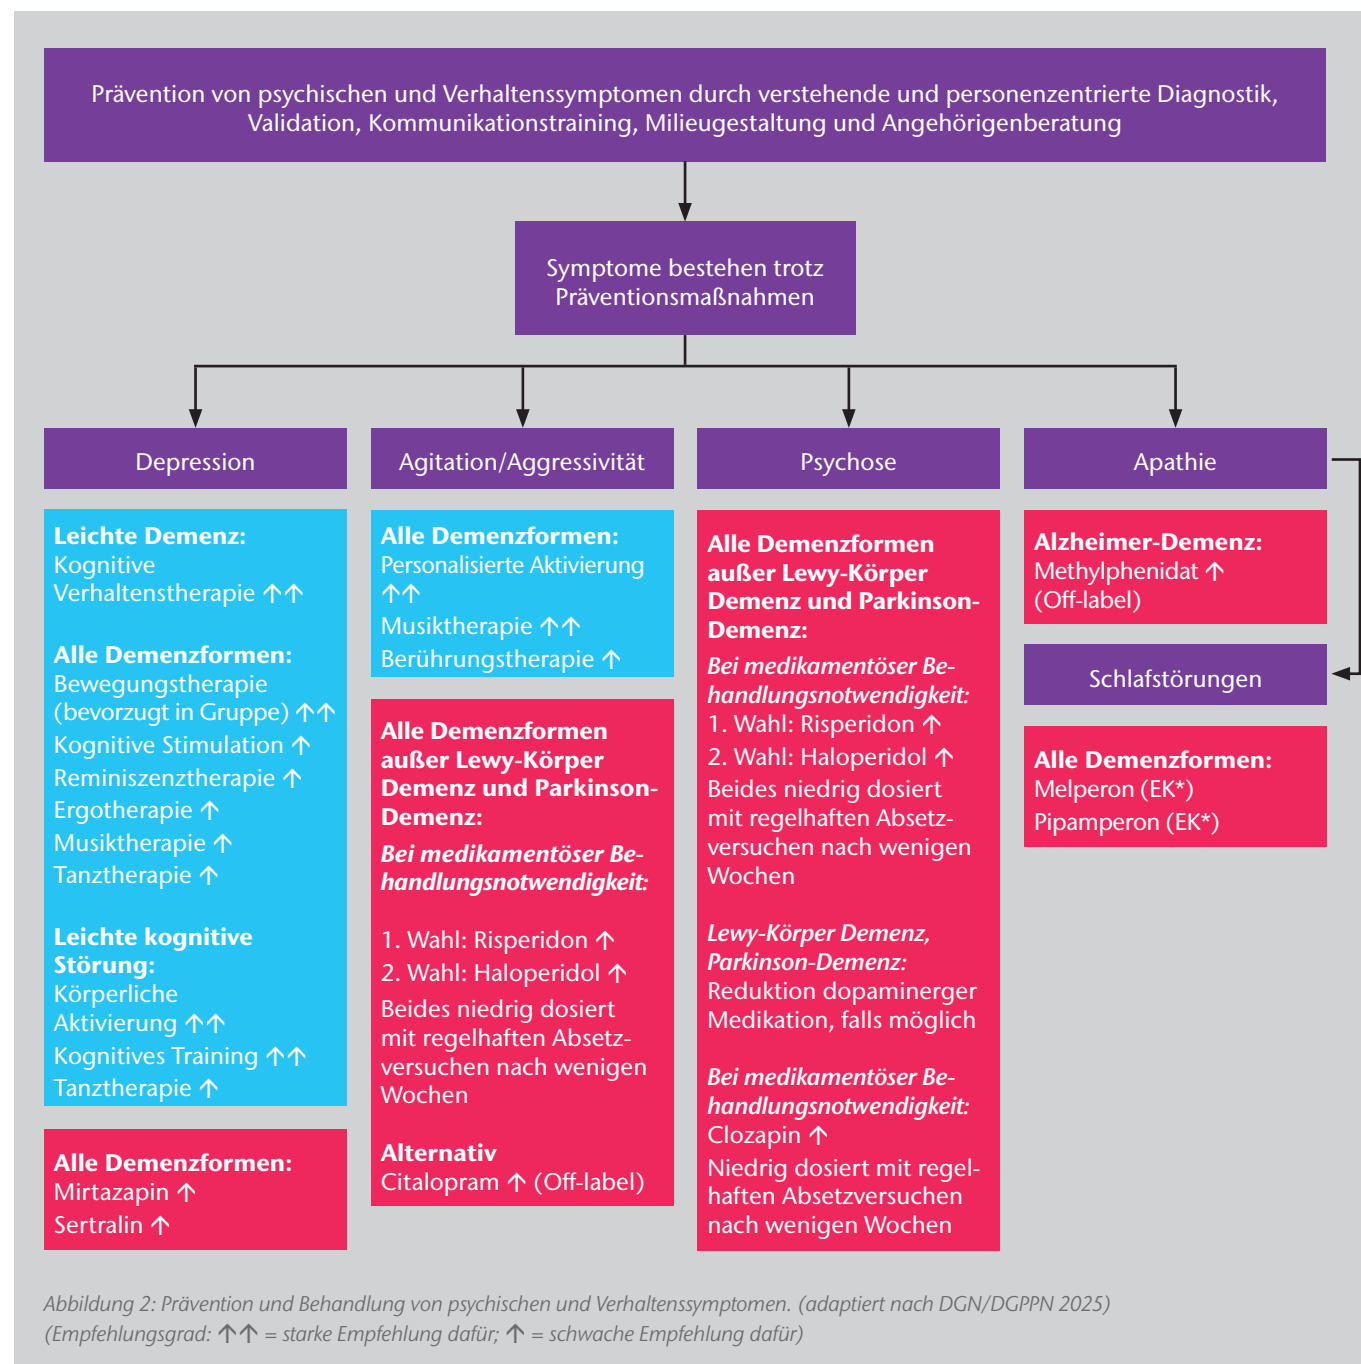 Prävention von psychischen und Verhaltenssymptomen durch verstehende und personenzentrierte Diagnostik,
Validation, Kommunikationstraining, Milieugestaltung und Angehörigenberatung
Symptome bestehen trotz
Präventionsmaßnahmen
Depression
Leichte Demenz:
Kognitive
Verhaltenstherapie ↑↑
Alle Demenzformen:
Bewegungstherapie
(bevorzugt in Gruppe) ↑↑
Kognitive Stimulation ↑
Reminiszenztherapie ↑
Ergotherapie ↑
Musiktherapie ↑
Tanztherapie ↑
Leichte kognitive
Störung:
Körperliche
Aktivierung ↑↑
Kognitives Training ↑↑
Tanztherapie ↑
Alle Demenzformen:
Mirtazapin ↑
Sertralin ↑
Agitation/Aggressivität
Alle Demenzformen:
Personalisierte Aktivierung
↑↑
Musiktherapie ↑↑
Berührungstherapie ↑
Alle Demenzformen
außer Lewy-Körper
Demenz und Parkinson-
Demenz:
Bei medikamentöser Be-
handlungsnotwendigkeit:
1. Wahl: Risperidon ↑
2. Wahl: Haloperidol ↑
Beides niedrig dosiert
mit regelhaften Absetz-
versuchen nach wenigen
Wochen
Alternativ
Citalopram ↑ (Off-label)
Psychose
Alle Demenzformen
außer Lewy-Körper
Demenz und Parkinson-
Demenz:
Bei medikamentöser Be-
handlungsnotwendigkeit:
1. Wahl: Risperidon ↑
2. Wahl: Haloperidol ↑
Beides niedrig dosiert
mit regelhaften Absetz-
versuchen nach wenigen
Wochen
Lewy-Körper Demenz,
Parkinson-Demenz:
Reduktion dopaminerger
Medikation, falls möglich
Bei medikamentöser Be-
handlungsnotwendigkeit:
Clozapin ↑
Niedrig dosiert mit regel-
haften Absetzversuchen
nach wenigen Wochen
Apathie
Alzheimer-Demenz:
Methylphenidat ↑
(Off-label)
Schlafstörungen
Alle Demenzformen:
Melperon (EK*)
Pipamperon (EK*)
Abbildung 2: Prävention und Behandlung von psychischen und Verhaltenssymptomen. (adaptiert nach DGN/DGPPN 2025)
(Empfehlungsgrad: ↑↑ = starke Empfehlung dafür; ↑ = schwache Empfehlung dafür)